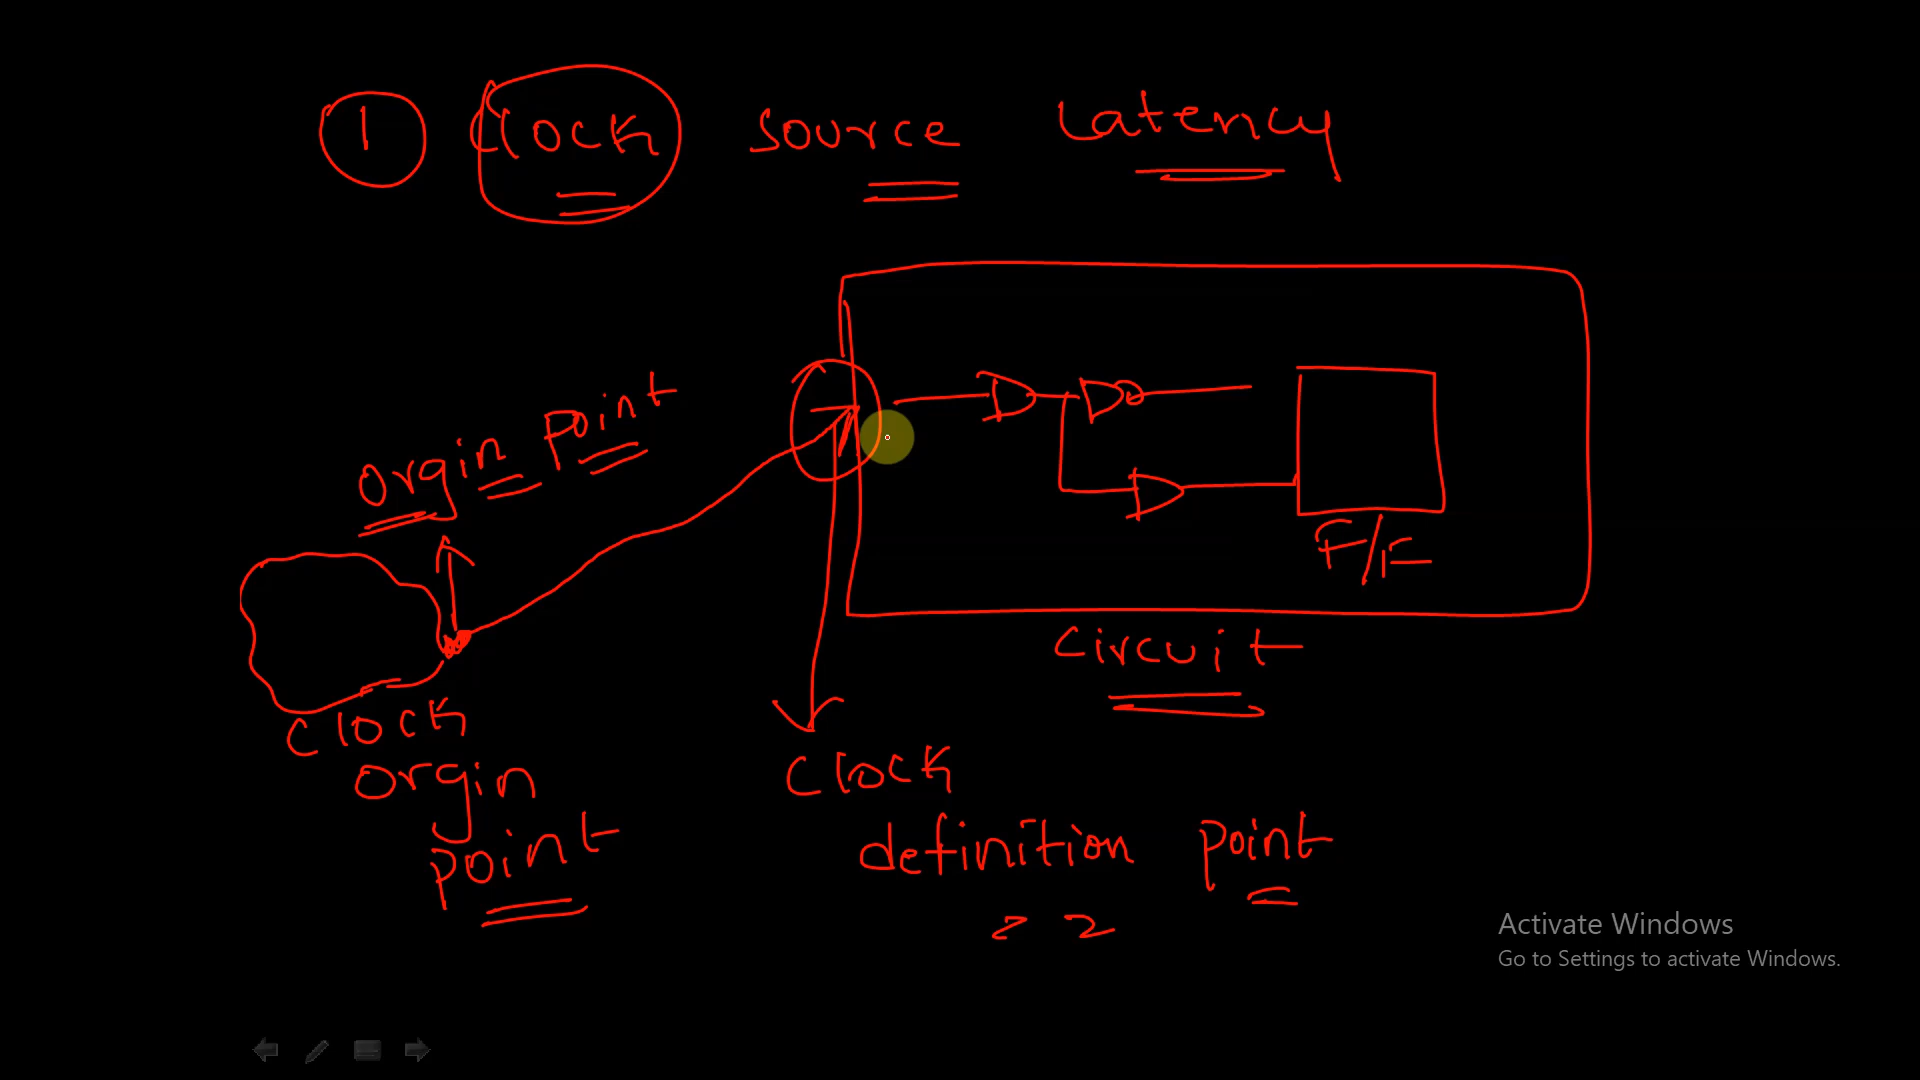 1 Clock source Latency
orgin point
F/F
circuit
clock
orgin
point
clock
definition point
Activate Windows
Go to Settings to activate Windows.